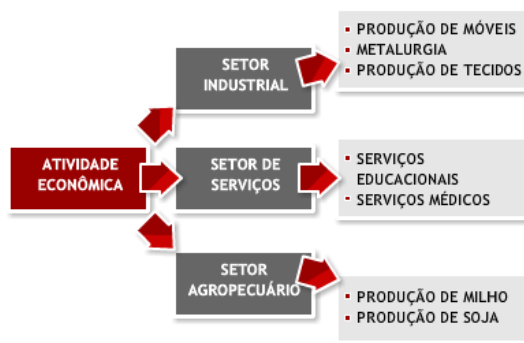 ATIVIDADE
ECONÔMICA
SETOR
INDUSTRIAL
PRODUÇÃO DE MÓVEIS
METALURGIA
PRODUÇÃO DE TECIDOS
SETOR DE
SERVIÇOS
SERVIÇOS
EDUCACIONAIS
SERVIÇOS MÉDICOS
SETOR
AGROPECUÁRIO
PRODUÇÃO DE MILHO
PRODUÇÃO DE SOJA